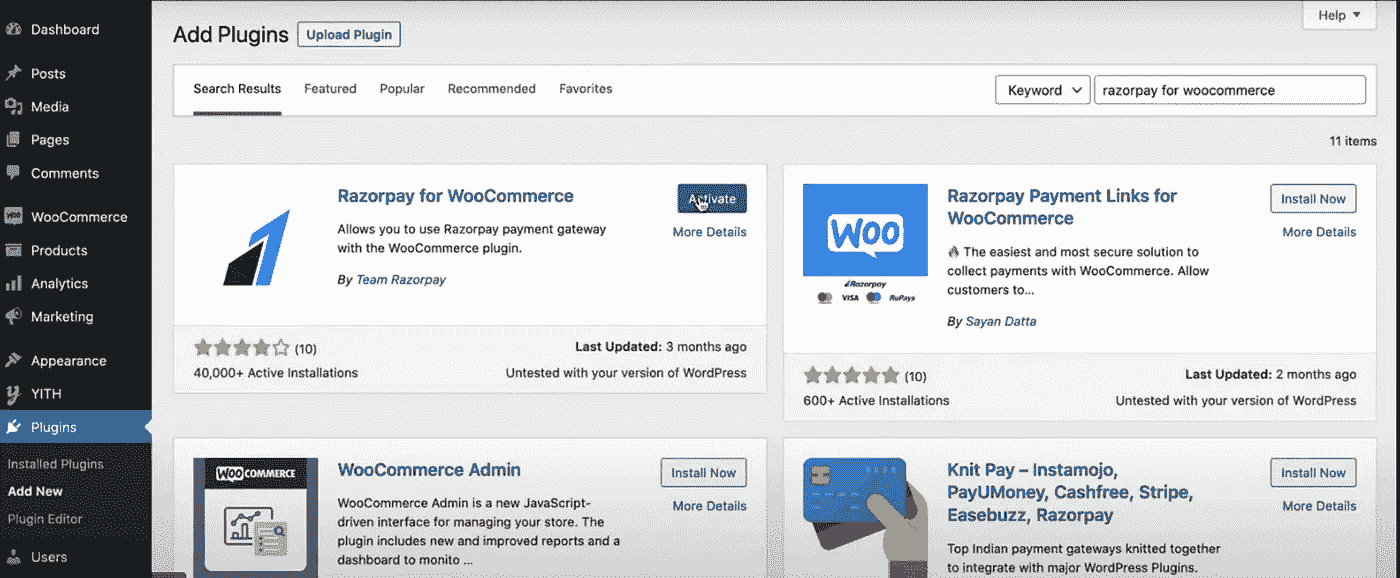 Help
Add Plugins
Upload Plugin
Dashboard
Posts
Media
Pages
Comments
WooCommerce
Products
Analytics
Marketing
Appearance
YITH
Plugins
Installed Plugins
Add New
Plugin Editor
Users
Search Results
Featured
Popular
Recommended
Favorites
Keyword
razorpay for woocommerce
11 items
Razorpay for WooCommerce
Activate
More Details
Allows you to use Razorpay payment gateway
with the WooCommerce plugin.
By Team Razorpay
(10)
40,000+ Active Installations
Last Updated: 3 months ago
Untested with your version of WordPress
WOO
Razorpay
VISA
RuPay
Razorpay Payment Links for
WooCommerce
Install Now
More Details
🔥 The easiest and most secure solution to
collect payments with WooCommerce. Allow
customers to...
By Sayan Datta
(10)
600+ Active Installations
Last Updated: 2 months ago
Untested with your version of WordPress
WOO COMMERCE
WooCommerce Admin
Install Now
More Details
WooCommerce Admin is a new JavaScript-
driven interface for managing your store. The
plugin includes new and improved reports and a
dashboard to monito ...
Knit Pay – Instamojo,
PayUMoney, Cashfree, Stripe,
Easebuzz, Razorpay
Install Now
More Details
Top Indian payment gateways knitted together
to integrate with major WordPress Plugins.